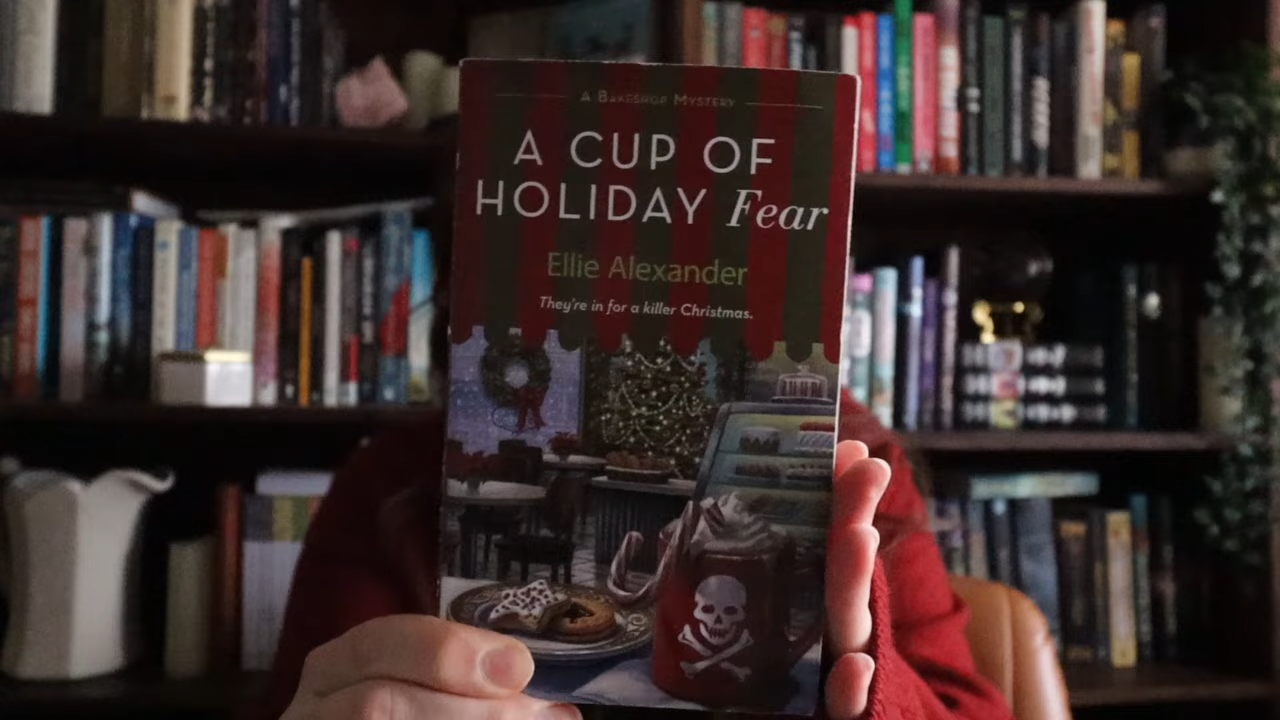 A BAKESHOP MYSTERY
A CUP OF
HOLIDAY Fear
Ellie Alexander
They're in for a killer Christmas.